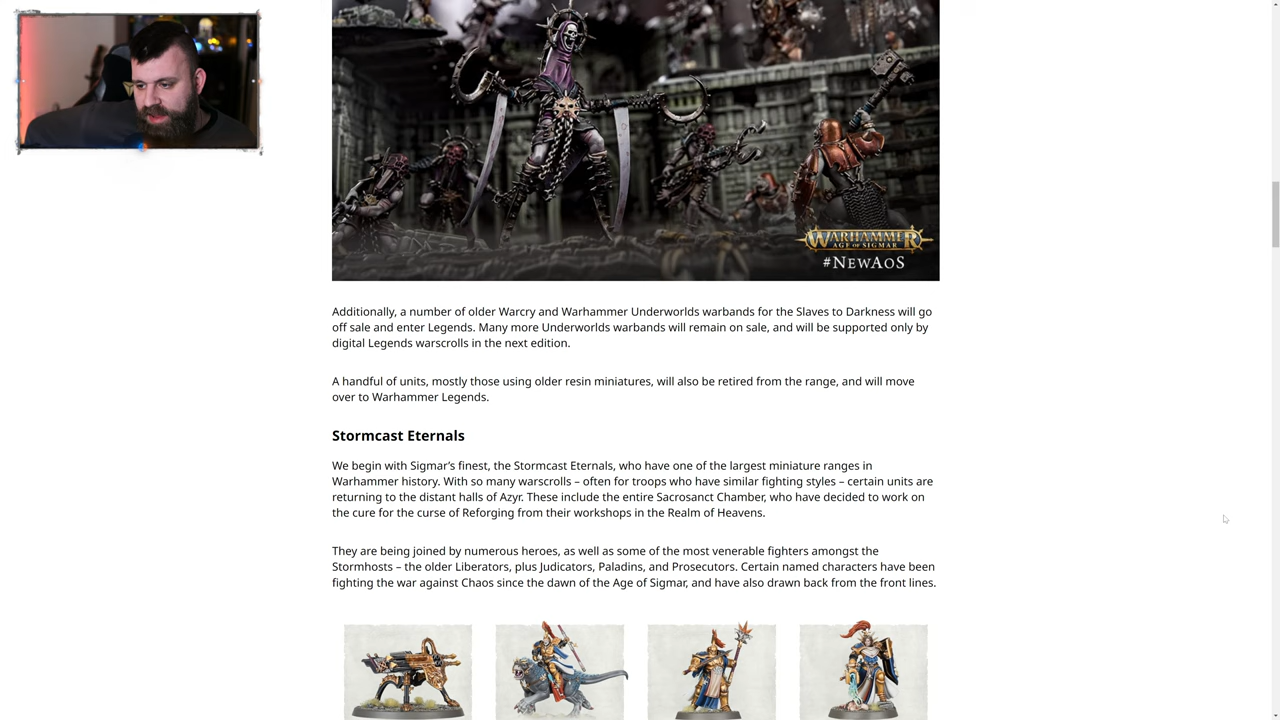 WARHAMMER
AGE OF SIGMAR
#NEWAOS
Additionally, a number of older Warcry and Warhammer Underworlds warbands for the Slaves to Darkness will go
off sale and enter Legends. Many more Underworlds warbands will remain on sale, and will be supported only by
digital Legends warscrolls in the next edition.
A handful of units, mostly those using older resin miniatures, will also be retired from the range, and will move
over to Warhammer Legends.
Stormcast Eternals
We begin with Sigmar’s finest, the Stormcast Eternals, who have one of the largest miniature ranges in
Warhammer history. With so many warscrolls – often for troops who have similar fighting styles – certain units are
returning to the distant halls of Azyr. These include the entire Sacrosanct Chamber, who have decided to work on
the cure for the curse of Reforging from their workshops in the Realm of Heavens.
They are being joined by numerous heroes, as well as some of the most venerable fighters amongst the
Stormhosts – the older Liberators, plus Judicators, Paladins, and Prosecutors. Certain named characters have been
fighting the war against Chaos since the dawn of the Age of Sigmar, and have also drawn back from the front lines.